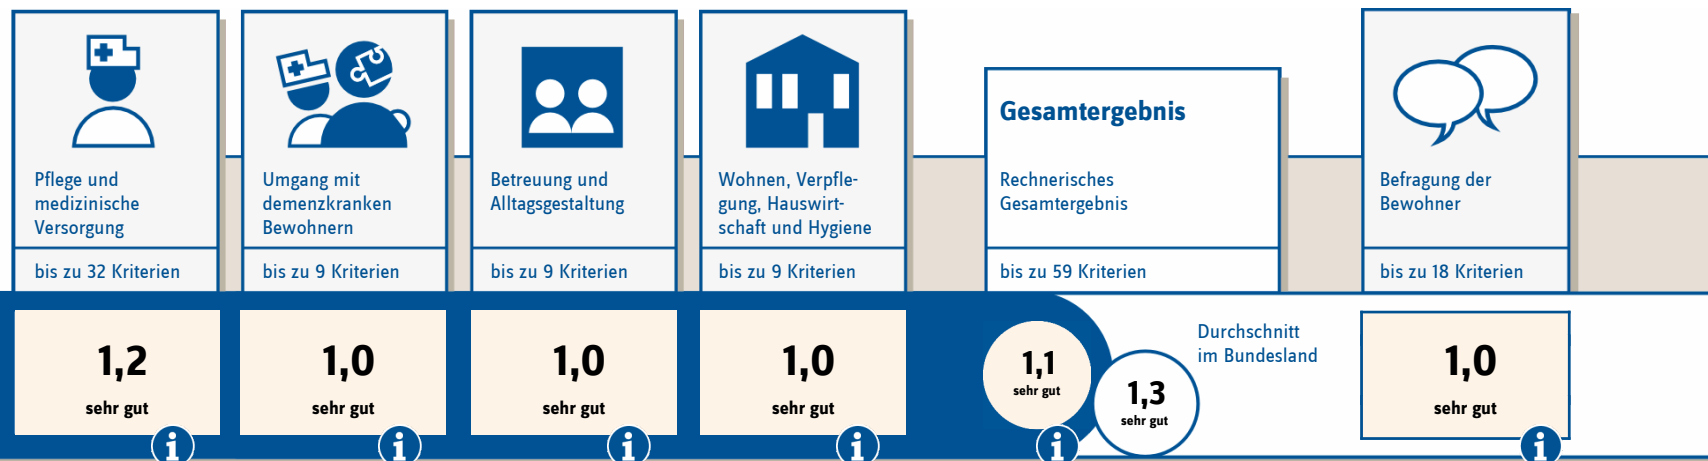 Pflege und
medizinische
Versorgung
bis zu 32 Kriterien
1,2
sehr gut
Umgang mit
demenzkranken
Bewohnern
bis zu 9 Kriterien
1,0
sehr gut
Betreuung und
Alltagsgestaltung
bis zu 9 Kriterien
1,0
sehr gut
Wohnen, Verpfle-
gung, Hauswirt-
schaft und Hygiene
bis zu 9 Kriterien
1,0
sehr gut
Gesamtergebnis
Rechnerisches
Gesamtergebnis
bis zu 59 Kriterien
1,1
sehr gut
1,3
sehr gut
Durchschnitt
im Bundesland
Befragung der
Bewohner
bis zu 18 Kriterien
1,0
sehr gut